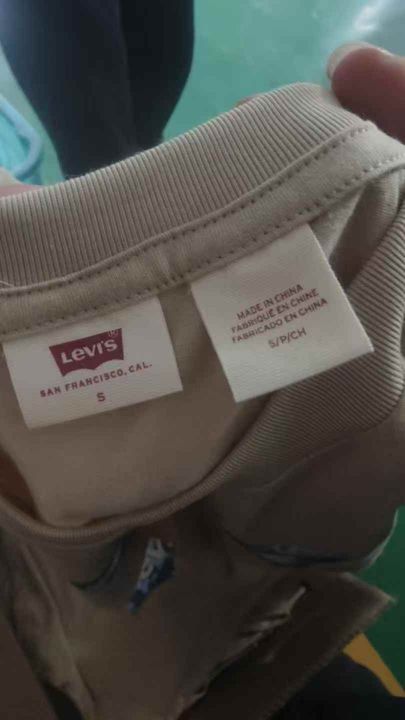 Levi's
SAN FRANCISCO, CAL.
S
MADE IN CHINA
FABRIQUÉ EN CHINE
FABRICADO EN CHINA
S/P/CH